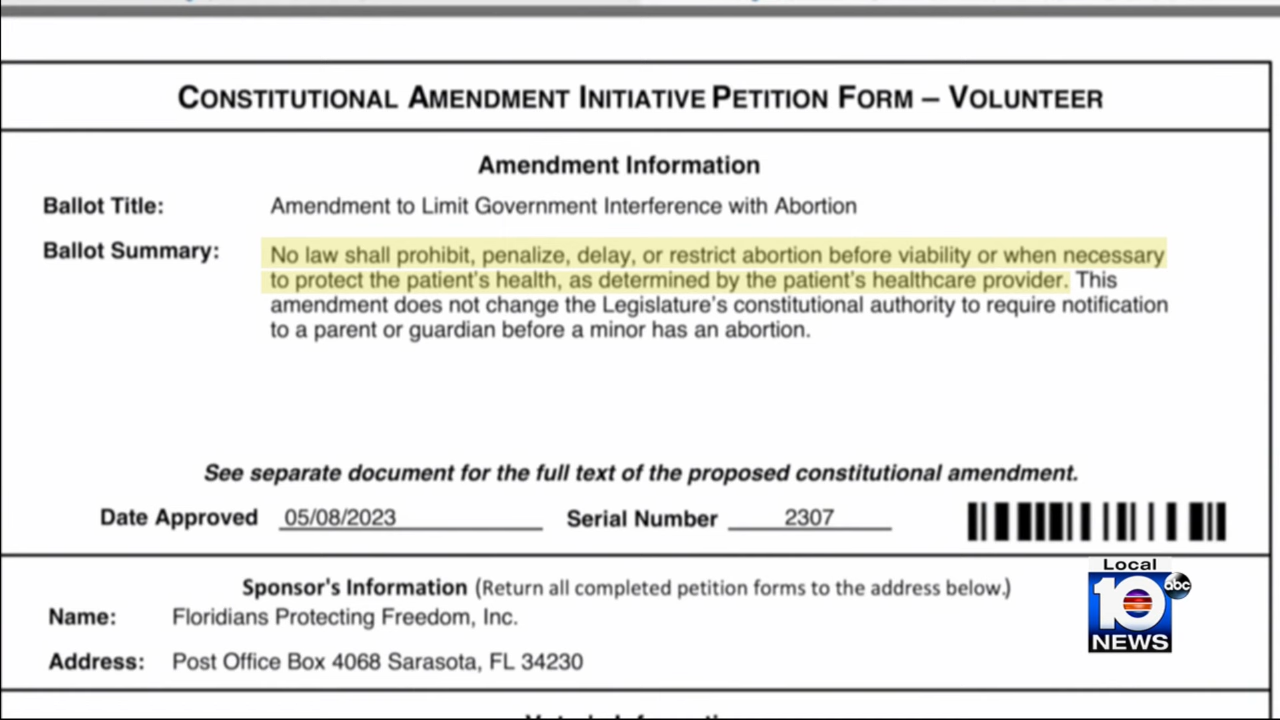 CONSTITUTIONAL AMENDMENT INITIATIVE PETITION FORM – VOLUNTEER
Amendment Information
Ballot Title: Amendment to Limit Government Interference with Abortion
Ballot Summary: No law shall prohibit, penalize, delay, or restrict abortion before viability or when necessary
to protect the patient's health, as determined by the patient's healthcare provider. This
amendment does not change the Legislature's constitutional authority to require notification
to a parent or guardian before a minor has an abortion.
See separate document for the full text of the proposed constitutional amendment.
Date Approved 05/08/2023 Serial Number 2307
Sponsor's Information (Return all completed petition forms to the address below.)
Name: Floridians Protecting Freedom, Inc.
Address: Post Office Box 4068 Sarasota, FL 34230
Local
10 abc
NEWS